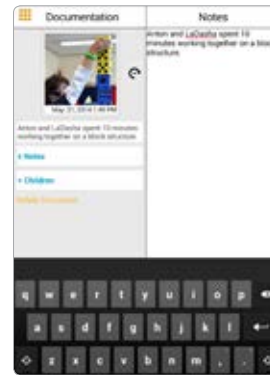 Documentation
Notes
Anton and LaDasha spent 10
minutes working together on a block
structure.
May 21, 2014 1:48 PM
Anton and LaDasha spent 10 minutes
working together on a block structure.
Notes
+ Children
q w e r t y u i o p
a s d f g h j k l
z x c v b n m , .